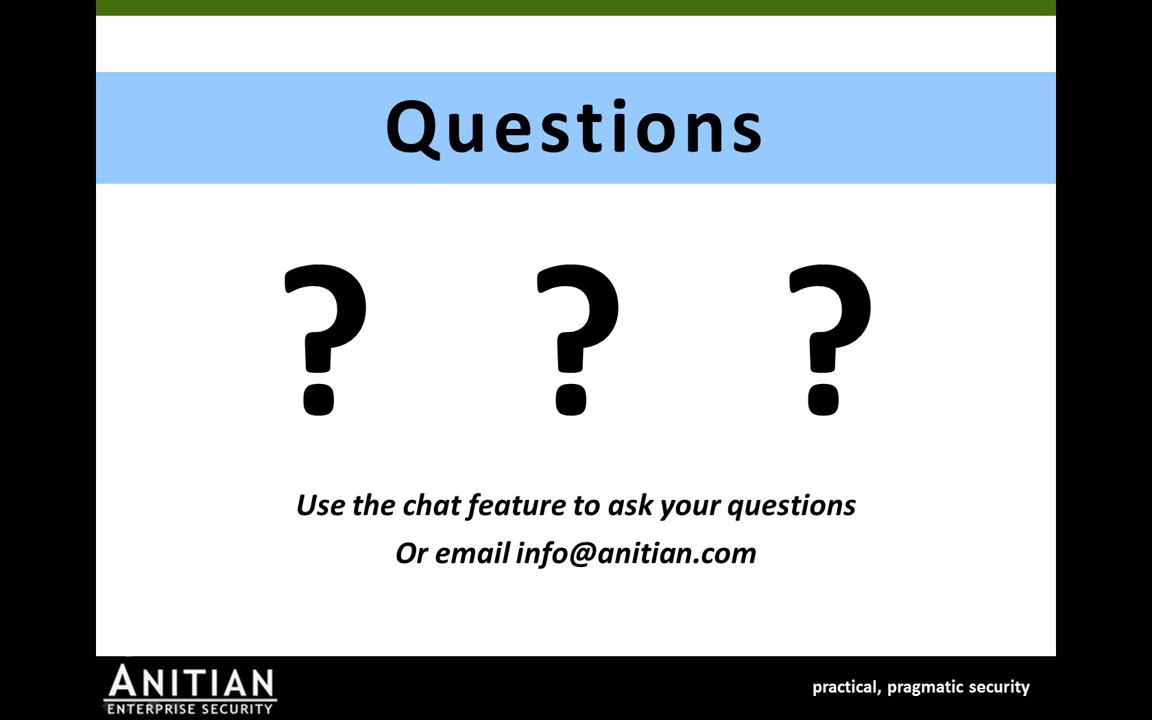 Questions
? ? ?
Use the chat feature to ask your questions
Or email info@anitian.com
ANITIAN
ENTERPRISE SECURITY
practical, pragmatic security